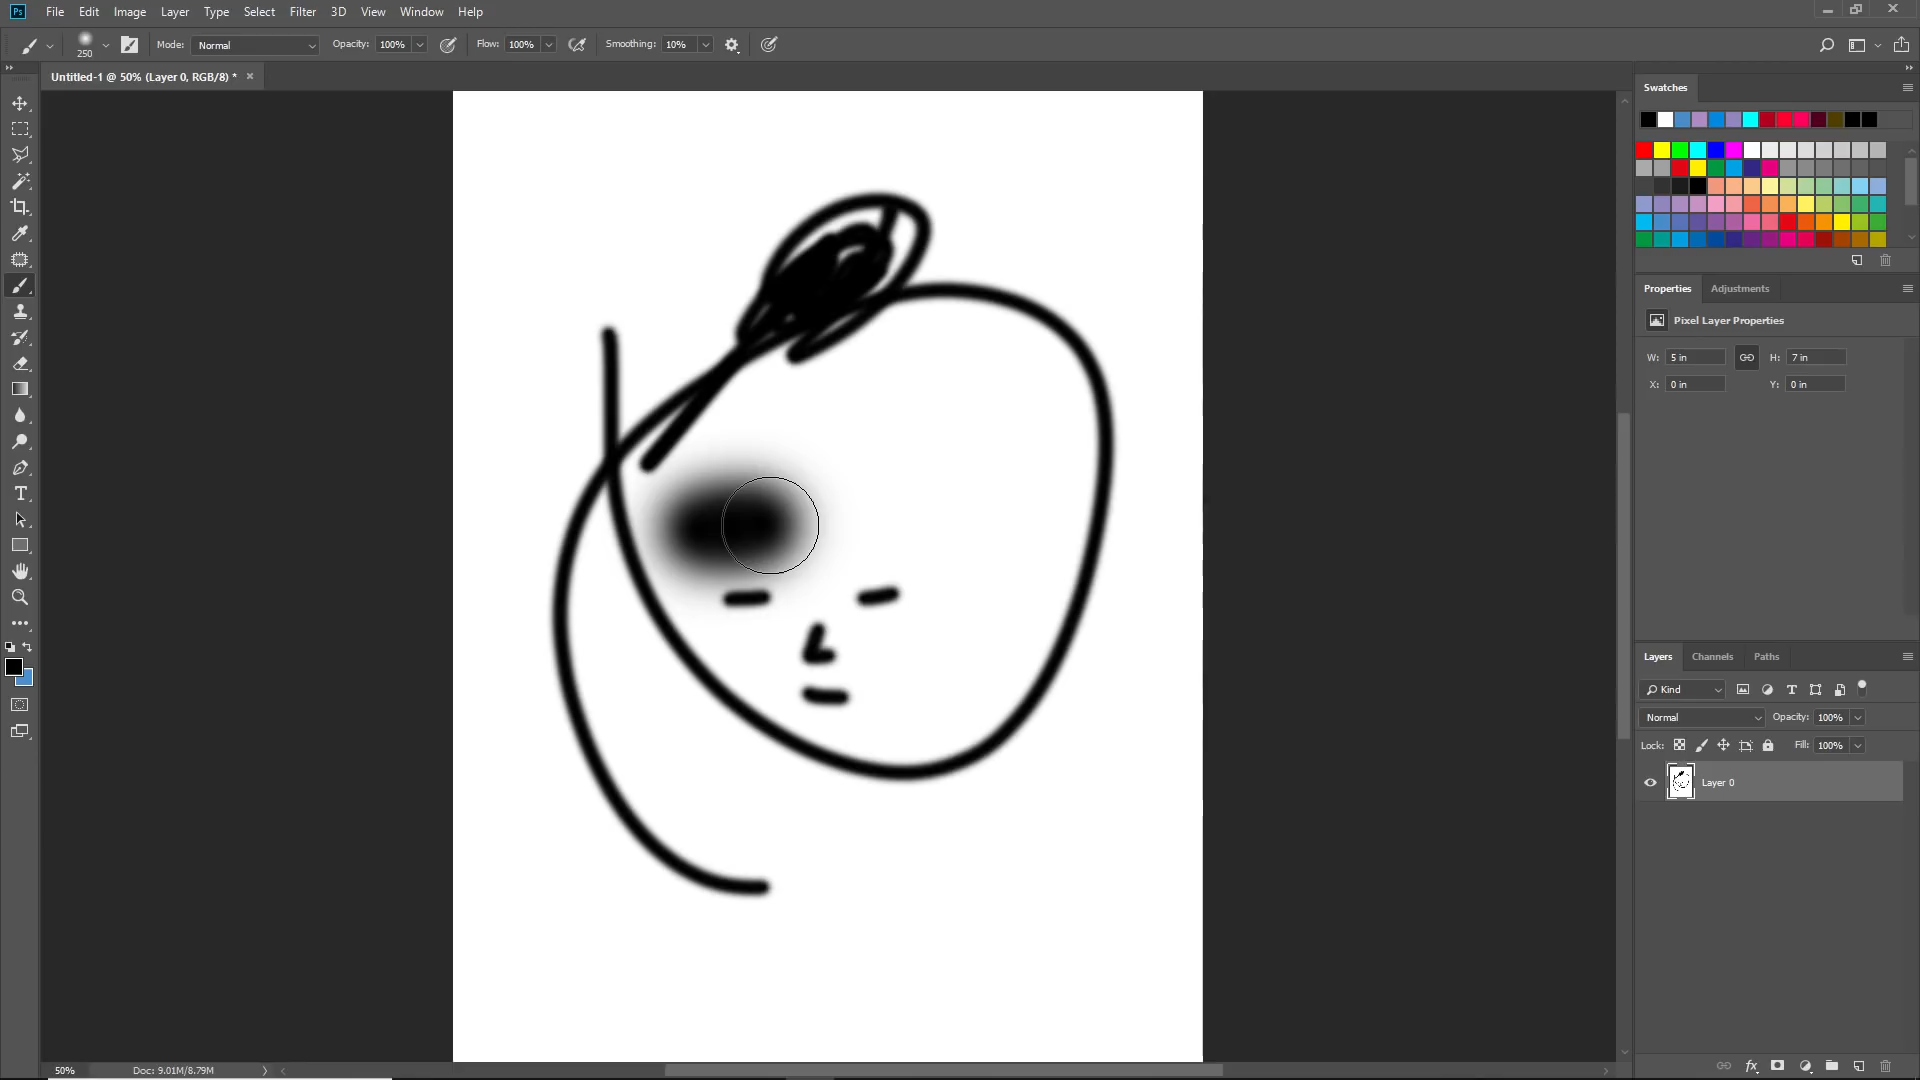 Ps File Edit Image Layer Type Select Filter 3D View Window Help
250 Mode: Normal Opacity: 100% Flow: 100% Smoothing: 10%
Untitled-1 @ 50% (Layer 0, RGB/8) *
Swatches
Properties Adjustments
Pixel Layer Properties
W: 5 in H: 7 in
X: 0 in Y: 0 in
Layers Channels Paths
Kind
Normal Opacity: 100%
Lock: Fill: 100%
Layer 0
50% Doc: 9.01M/8.79M